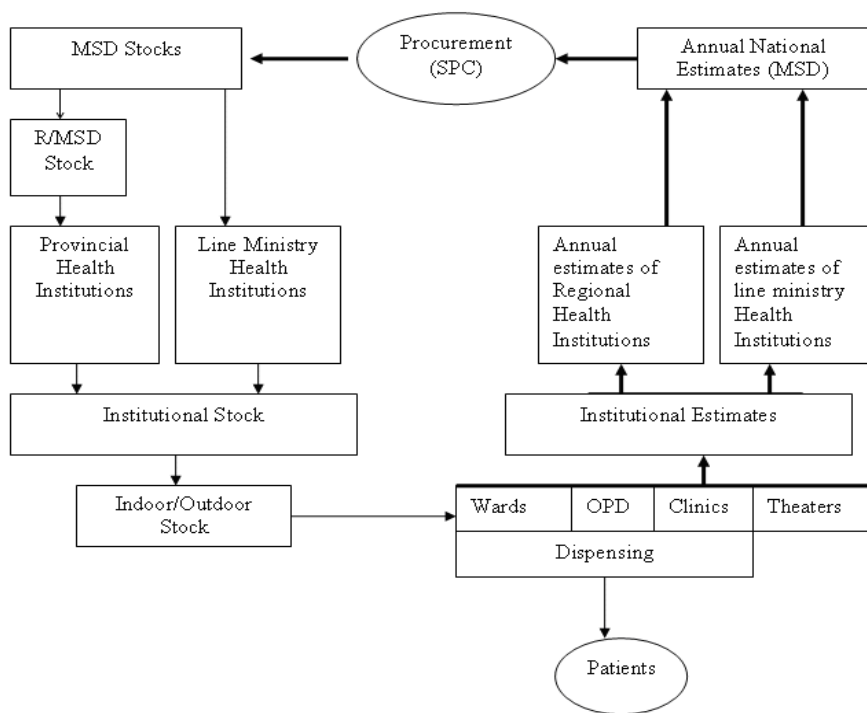 MSD Stocks
Procurement
(SPC)
Annual National
Estimates (MSD)
R/MSD
Stock
Provincial
Health
Institutions
Line Ministry
Health
Institutions
Annual
estimates of
Regional
Health
Institutions
Annual
estimates of
line ministry
Health
Institutions
Institutional Stock
Institutional Estimates
Indoor/Outdoor
Stock
Wards
OPD
Clinics
Theaters
Dispensing
Patients